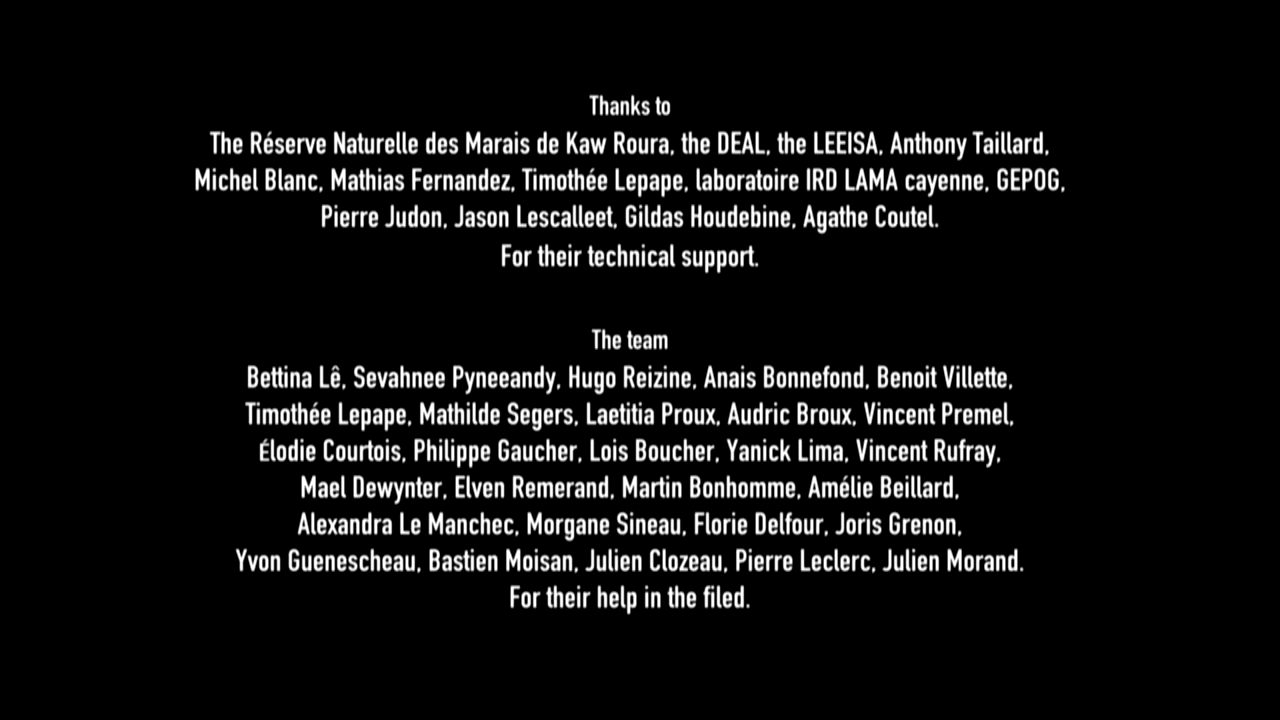 Thanks to
The Réserve Naturelle des Marais de Kaw Roura, the DEAL, the LEEISA, Anthony Taillard,
Michel Blanc, Mathias Fernandez, Timothée Lepape, laboratoire IRD LAMA cayenne, GEPOG,
Pierre Judon, Jason Lescalleet, Gildas Houdebine, Agathe Coutel.
For their technical support.
The team
Bettina Lê, Sevahnee Pyneeandy, Hugo Reizine, Anais Bonnefond, Benoit Villette,
Timothée Lepape, Mathilde Segers, Laetitia Proux, Audric Broux, Vincent Premel,
Élodie Courtois, Philippe Gaucher, Lois Boucher, Yanick Lima, Vincent Rufray,
Mael Dewynter, Elven Remerand, Martin Bonhomme, Amélie Beillard,
Alexandra Le Manchec, Morgane Sineau, Florie Delfour, Joris Grenon,
Yvon Guenescheau, Bastien Moisan, Julien Clozeau, Pierre Leclerc, Julien Morand.
For their help in the filed.